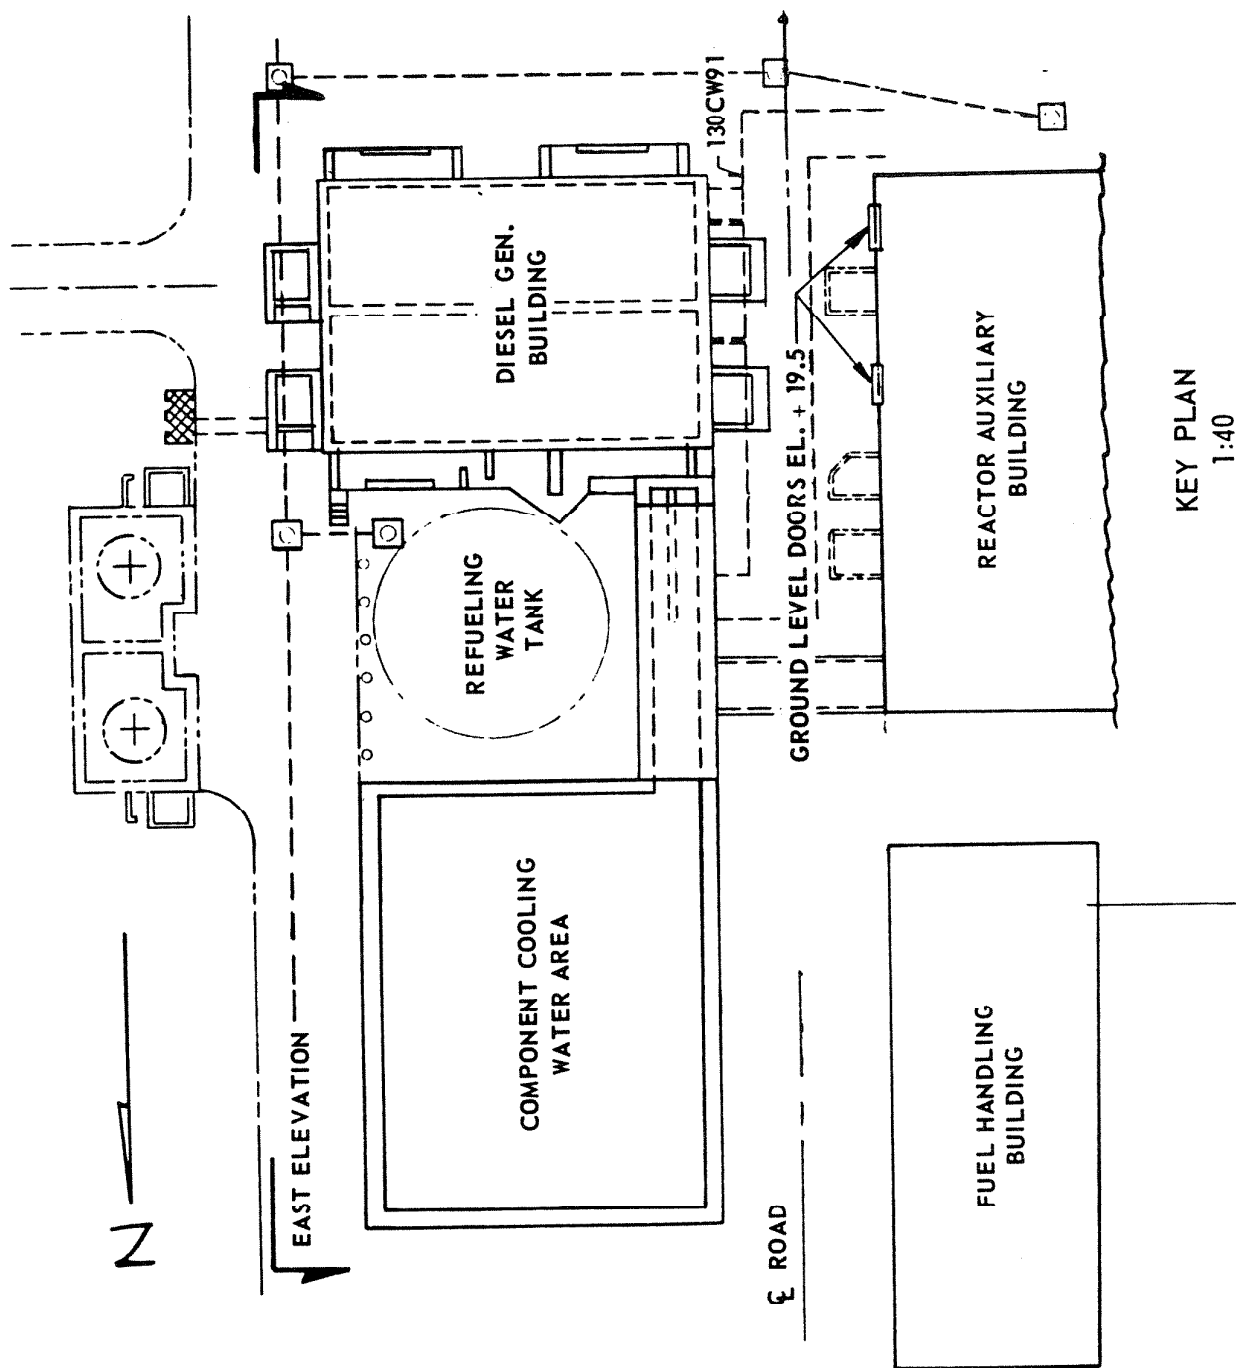 N
EAST ELEVATION
COMPONENT COOLING
WATER AREA
REFUELING
WATER
TANK
DIESEL GEN.
BUILDING
130CW91
℄ ROAD
GROUND LEVEL DOORS EL. + 19.5
FUEL HANDLING
BUILDING
REACTOR AUXILIARY
BUILDING
KEY PLAN
1:40